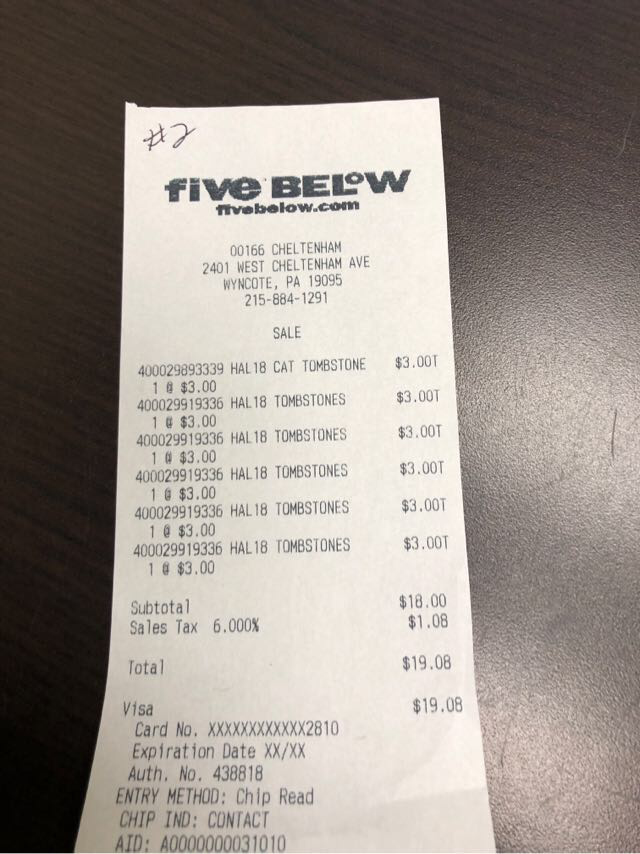 #2
five BELOW
fivebelow.com
00166 CHELTENHAM
2401 WEST CHELTENHAM AVE
WYNCOTE, PA 19095
215-884-1291
SALE
400029893339 HAL18 CAT TOMBSTONE $3.00T
1 @ $3.00
400029919336 HAL18 TOMBSTONES $3.00T
1 @ $3.00
400029919336 HAL18 TOMBSTONES $3.00T
1 @ $3.00
400029919336 HAL18 TOMBSTONES $3.00T
1 @ $3.00
400029919336 HAL18 TOMBSTONES $3.00T
1 @ $3.00
400029919336 HAL18 TOMBSTONES $3.00T
1 @ $3.00
Subtotal $18.00
Sales Tax 6.000% $1.08
Total $19.08
Visa $19.08
Card No. XXXXXXXXXXXX2810
Expiration Date XX/XX
Auth. No. 438818
ENTRY METHOD: Chip Read
CHIP IND: CONTACT
AID: A0000000031010